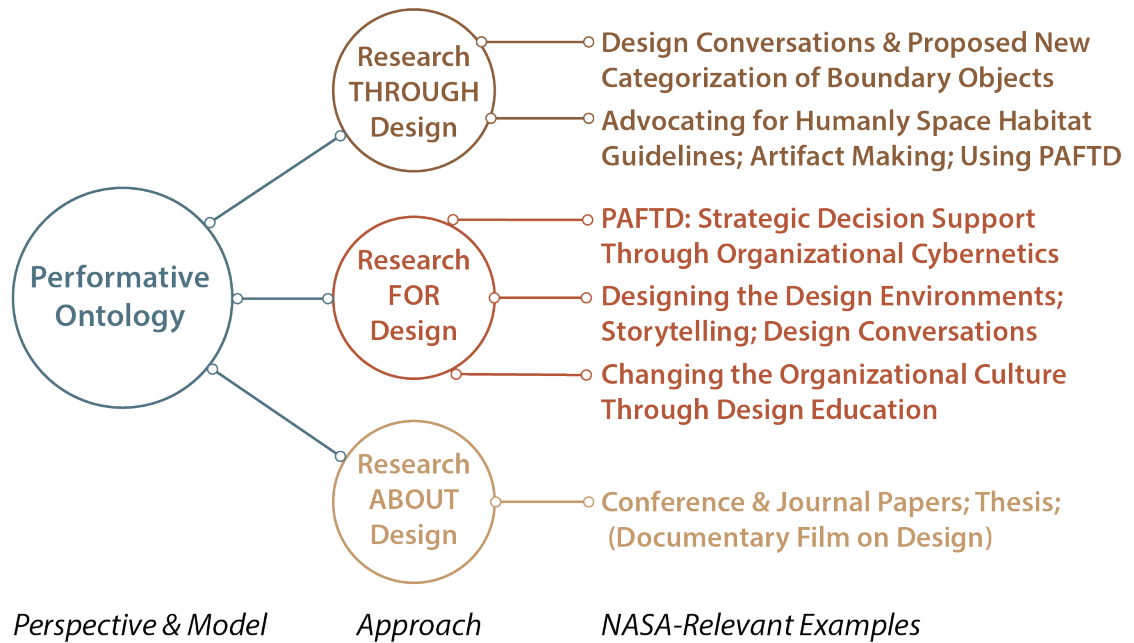 Performative
Ontology
Research
THROUGH
Design
Design Conversations & Proposed New
Categorization of Boundary Objects
Advocating for Humanly Space Habitat
Guidelines; Artifact Making; Using PAFTD
Research
FOR
Design
PAFTD: Strategic Decision Support
Through Organizational Cybernetics
Designing the Design Environments;
Storytelling; Design Conversations
Changing the Organizational Culture
Through Design Education
Research
ABOUT
Design
Conference & Journal Papers; Thesis;
(Documentary Film on Design)
Perspective & Model
Approach
NASA-Relevant Examples